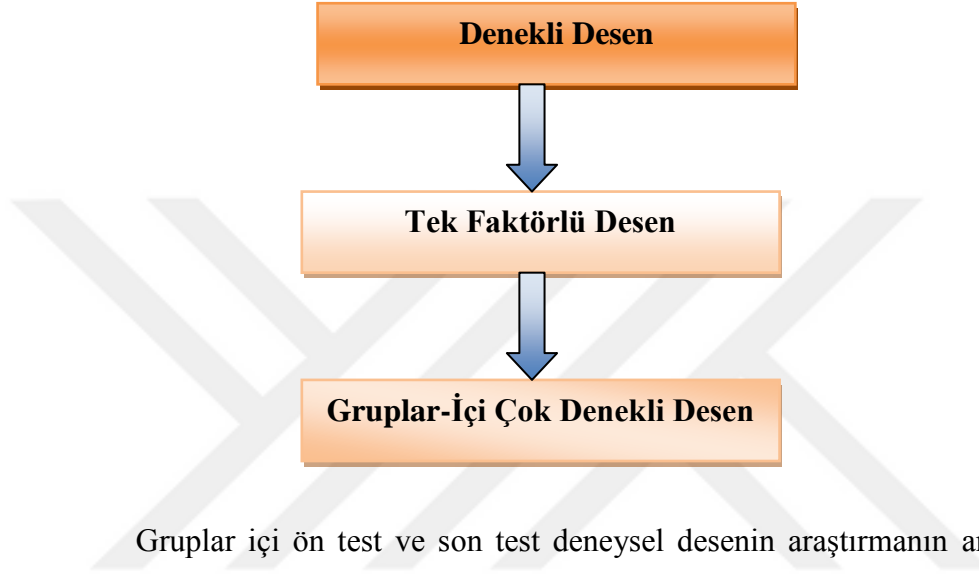 Denekli Desen
Tek Faktörlü Desen
Gruplar-İçi Çok Denekli Desen
Gruplar içi ön test ve son test deneysel desenin araştırmanın